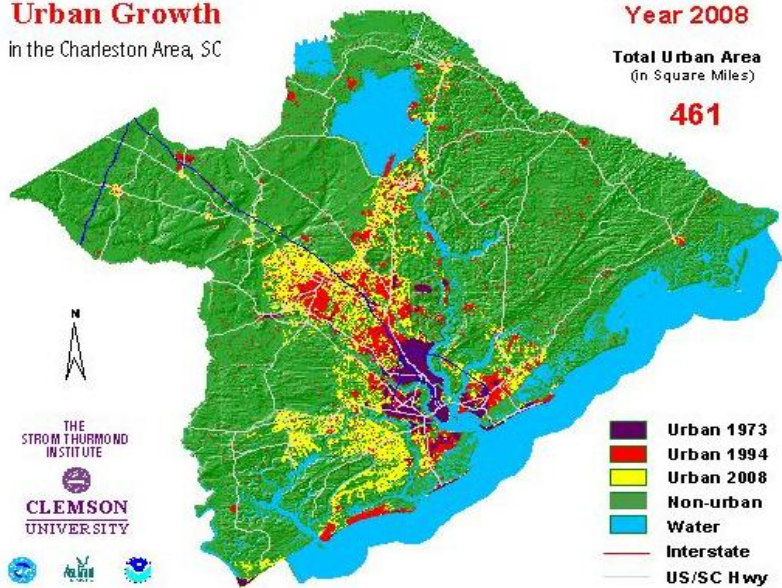 Urban Growth
in the Charleston Area, SC
Year 2008
Total Urban Area
(in Square Miles)
461
N
THE
STROM THURMOND
INSTITUTE
CLEMSON
UNIVERSITY
Urban 1973
Urban 1994
Urban 2008
Non-urban
Water
Interstate
US/SC Hwy